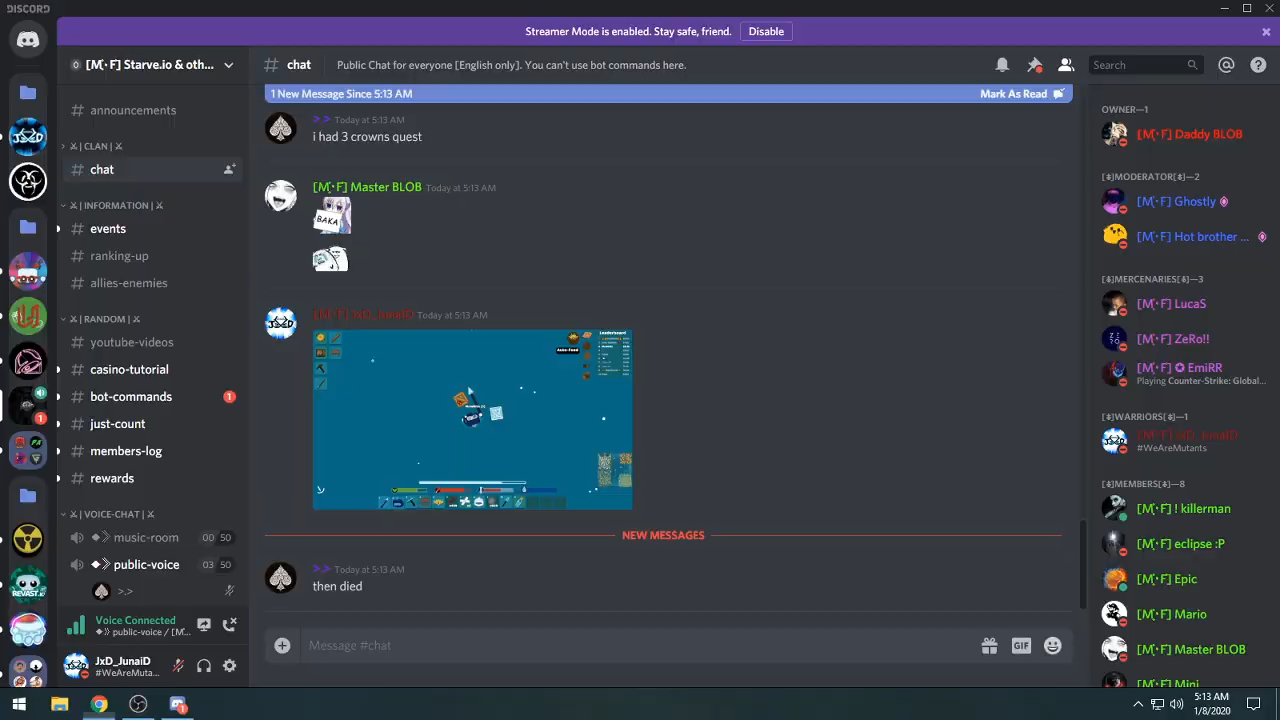 DISCORD
Streamer Mode is enabled. Stay safe, friend.
Disable
[M҉・F] Starve.io & oth...
# chat
Public Chat for everyone [English only]. You can't use bot commands here.
Search
1 New Message Since 5:13 AM
Mark As Read
# announcements
⚔ | CLAN | ⚔
# chat
⚔ | INFORMATION | ⚔
# events
# ranking-up
# allies-enemies
⚔ | RANDOM | ⚔
# youtube-videos
# casino-tutorial
# bot-commands
1
# just-count
# members-log
# rewards
⚔ | VOICE-CHAT | ⚔
music-room
00 50
public-voice
03 50
>.>
Voice Connected
public-voice / [M...
JxD_JunaiD
#WeAreMuta...
> > Today at 5:13 AM
i had 3 crowns quest
[M҉・F] Master BLOB Today at 5:13 AM
BAKA
[M҉・F] JxD_JunaiD Today at 5:13 AM
Leaderboard
Auto-Feed
NEW MESSAGES
> > Today at 5:13 AM
then died
Message #chat
GIF
OWNER—1
[M҉・F] Daddy BLOB
[⚕]MODERATOR[⚕]—2
[M҉・F] Ghostly
[M҉・F] Hot brother ...
[⚕]MERCENARIES[⚕]—3
[M҉・F] LucaS
[M҉・F] ZeRo!!
[M҉・F] ✪ EmiRR
Playing Counter-Strike: Global...
[⚕]WARRIORS[⚕]—1
[M҉・F] JxD_JunaiD
#WeAreMutants
[⚕]MEMBERS[⚕]—8
[M҉・F] ! killerman
[M҉・F] eclipse :P
[M҉・F] Epic
[M҉・F] Mario
[M҉・F] Master BLOB
[M҉・F] Mini
5:13 AM
1/8/2020